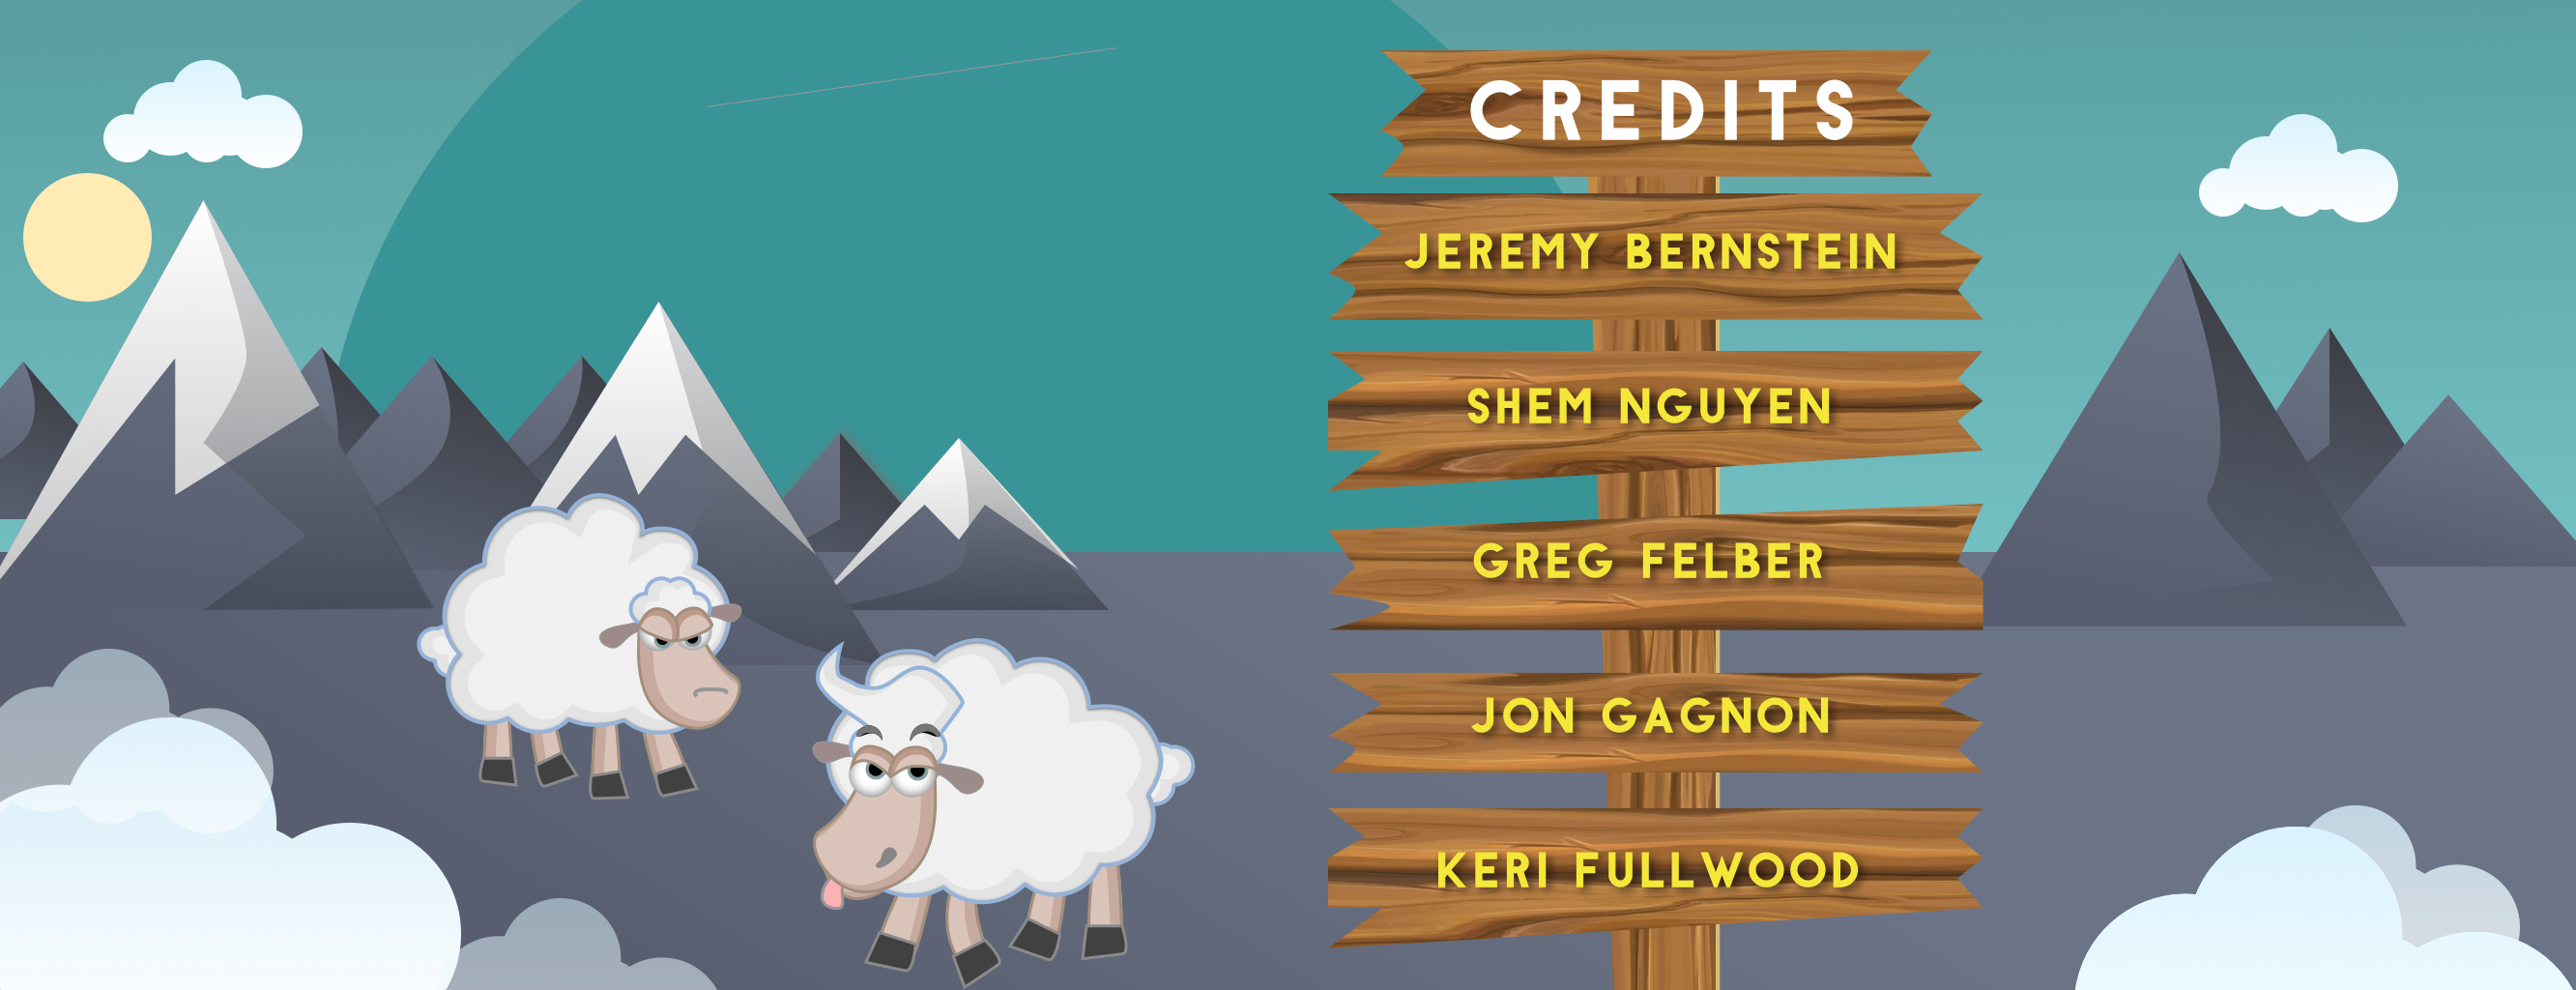 CREDITS
JEREMY BERNSTEIN
SHEM NGUYEN
GREG FELBER
JON GAGNON
KERI FULLWOOD